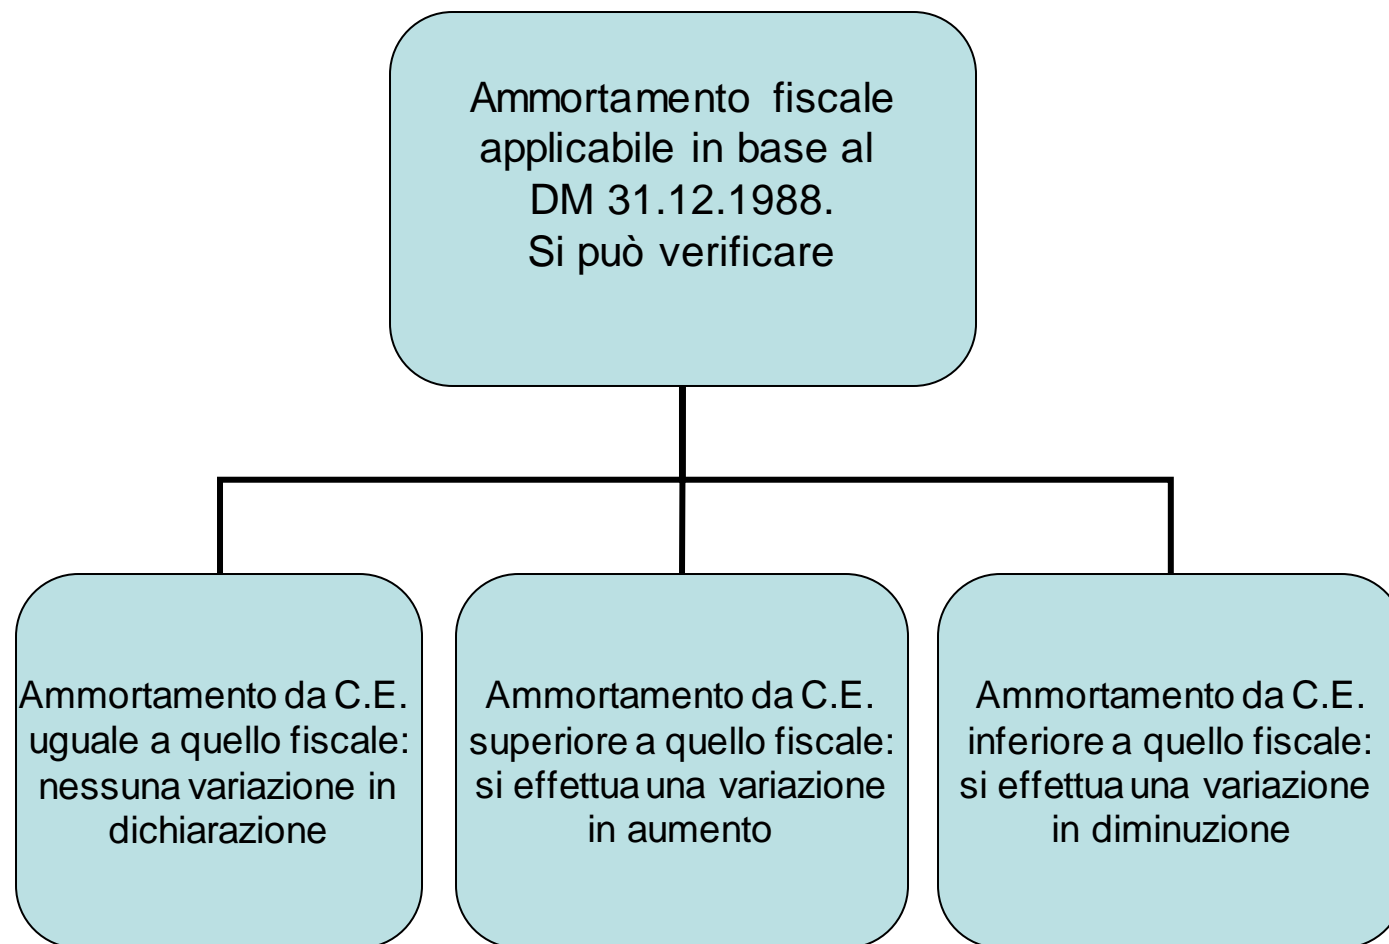 Ammortamento fiscale
applicabile in base al
DM 31.12.1988.
Si può verificare
Ammortamento da C.E.
uguale a quello fiscale:
nessuna variazione in
dichiarazione
Ammortamento da C.E.
superiore a quello fiscale:
si effettua una variazione
in aumento
Ammortamento da C.E.
inferiore a quello fiscale:
si effettua una variazione
in diminuzione